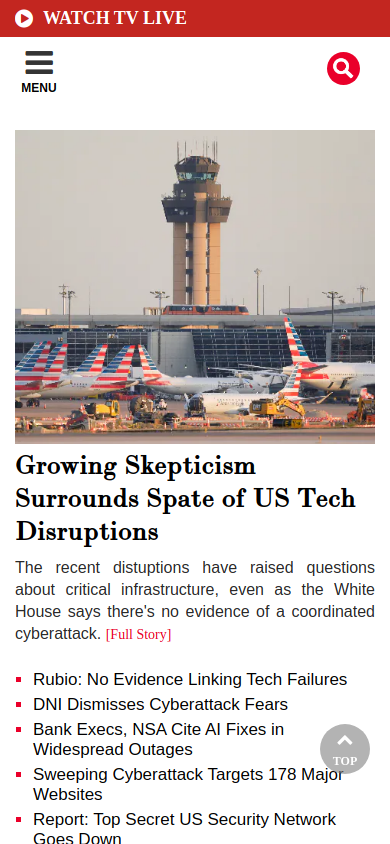 WATCH TV LIVE
MENU
Growing Skepticism
Surrounds Spate of US Tech
Disruptions
The recent distuptions have raised questions
about critical infrastructure, even as the White
House says there's no evidence of a coordinated
cyberattack. [Full Story]
Rubio: No Evidence Linking Tech Failures
DNI Dismisses Cyberattack Fears
Bank Execs, NSA Cite AI Fixes in
Widespread Outages
TOP
Sweeping Cyberattack Targets 178 Major
Websites
Report: Top Secret US Security Network
Goes Down